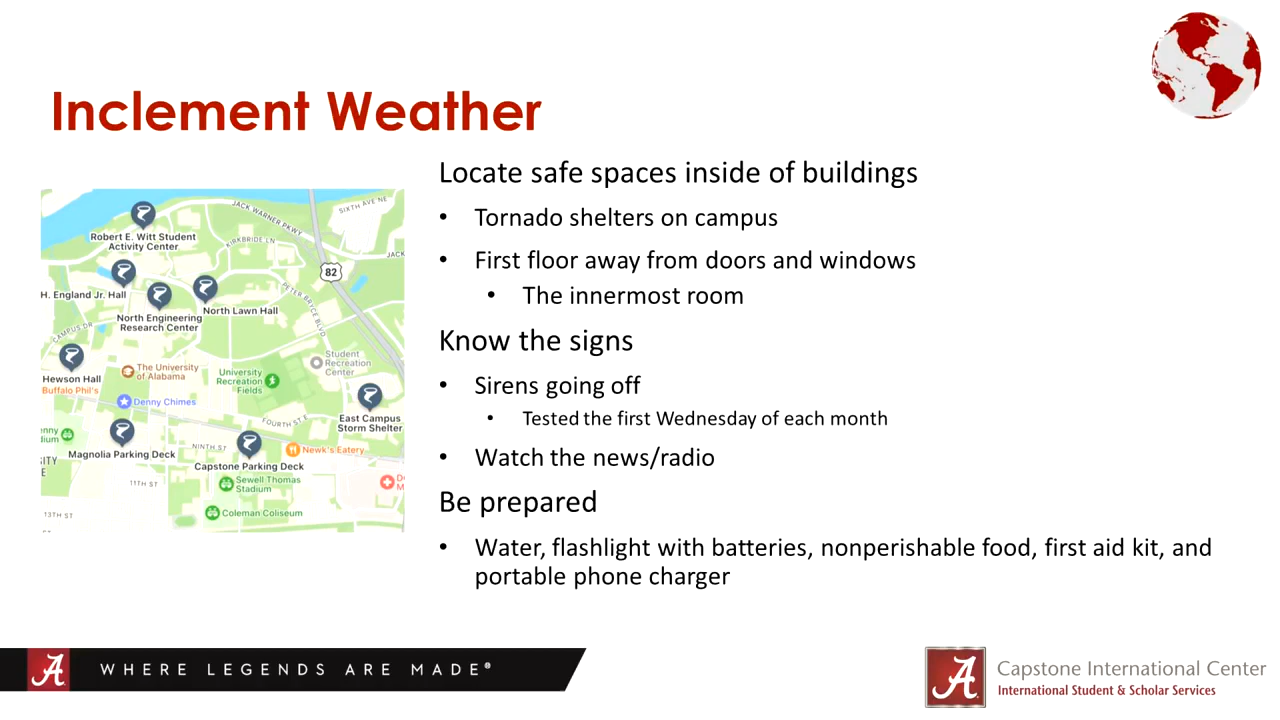 Inclement Weather
Locate safe spaces inside of buildings
• Tornado shelters on campus
• First floor away from doors and windows
• The innermost room
Know the signs
• Sirens going off
• Tested the first Wednesday of each month
• Watch the news/radio
Be prepared
• Water, flashlight with batteries, nonperishable food, first aid kit, and
portable phone charger
JACK WARNER PKWY
SIXTH AVE NE
Robert E. Witt Student
Activity Center
KIRKBRIDE LN
JACK
82
H. England Jr. Hall
PETER BRYCE BLVD
North Lawn Hall
North Engineering
Research Center
CAMPUS DR
Student
Recreation
Center
Hewson Hall
Buffalo Phil's
The University
of Alabama
University
Recreation
Fields
Denny Chimes
East Campus
Storm Shelter
FOURTH ST E
enny
dium
Magnolia Parking Deck
NINTH ST
Newk's Eatery
Capstone Parking Deck
ITY
E
11TH ST
Sewell Thomas
Stadium
D
M
Coleman Coliseum
13TH ST
A WHERE LEGENDS ARE MADE®
A Capstone International Center
International Student & Scholar Services